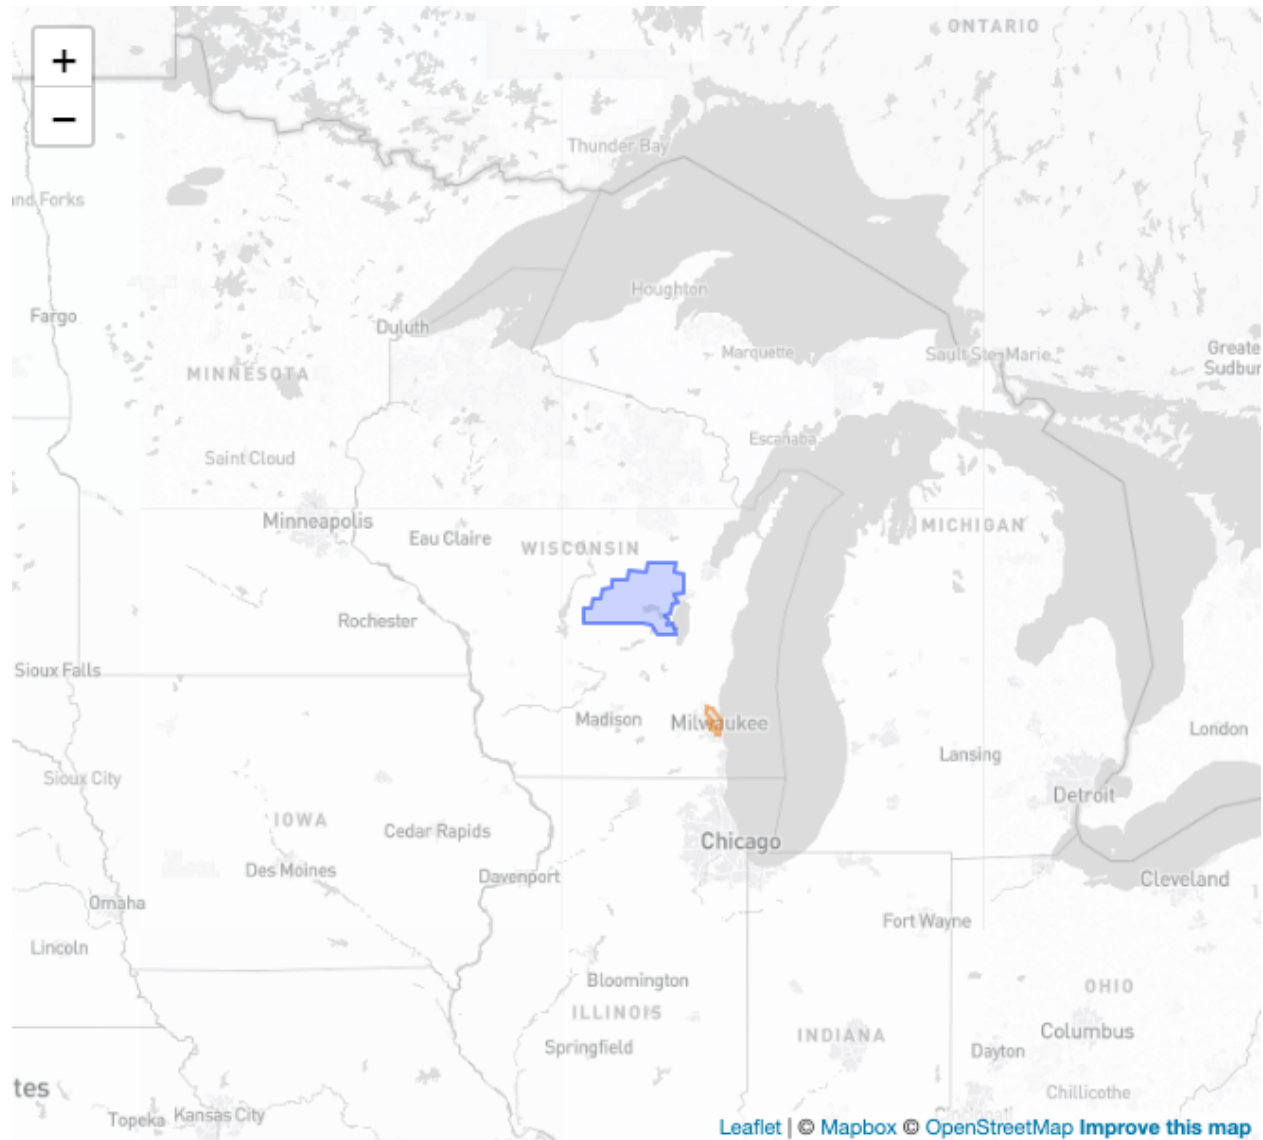 ONTARIO
+
−
Thunder Bay
nd Forks
Houghton
Fargo
Duluth
Marquette
Sault Ste. Marie
Greate
Sudbur
MINNESOTA
Escanaba
Saint Cloud
Minneapolis
MICHIGAN
Eau Claire
WISCONSIN
Rochester
Sioux Falls
Madison
Milwaukee
London
Lansing
Sioux City
Detroit
IOWA
Cedar Rapids
Chicago
Des Moines
Davenport
Cleveland
Omaha
Fort Wayne
Lincoln
Bloomington
OHIO
ILLINOIS
Columbus
INDIANA
Springfield
Dayton
tes
Chillicothe
Topeka
Kansas City
Cincinnati
Leaflet | © Mapbox © OpenStreetMap Improve this map